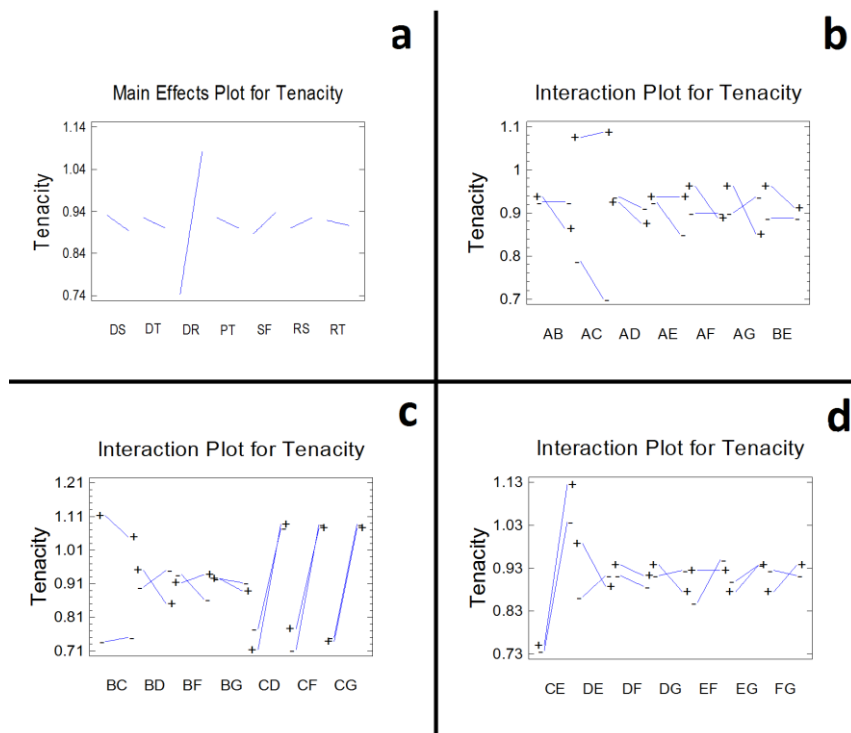 a
Main Effects Plot for Tenacity
Tenacity
1.14
1.04
0.94
0.84
0.74
DS DT DR PT SF RS RT
b
Interaction Plot for Tenacity
Tenacity
1.1
1
0.9
0.8
0.7
AB AC AD AE AF AG BE
c
Interaction Plot for Tenacity
Tenacity
1.21
1.11
1.01
0.91
0.81
0.71
BC BD BF BG CD CF CG
d
Interaction Plot for Tenacity
Tenacity
1.13
1.03
0.93
0.83
0.73
CE DE DF DG EF EG FG